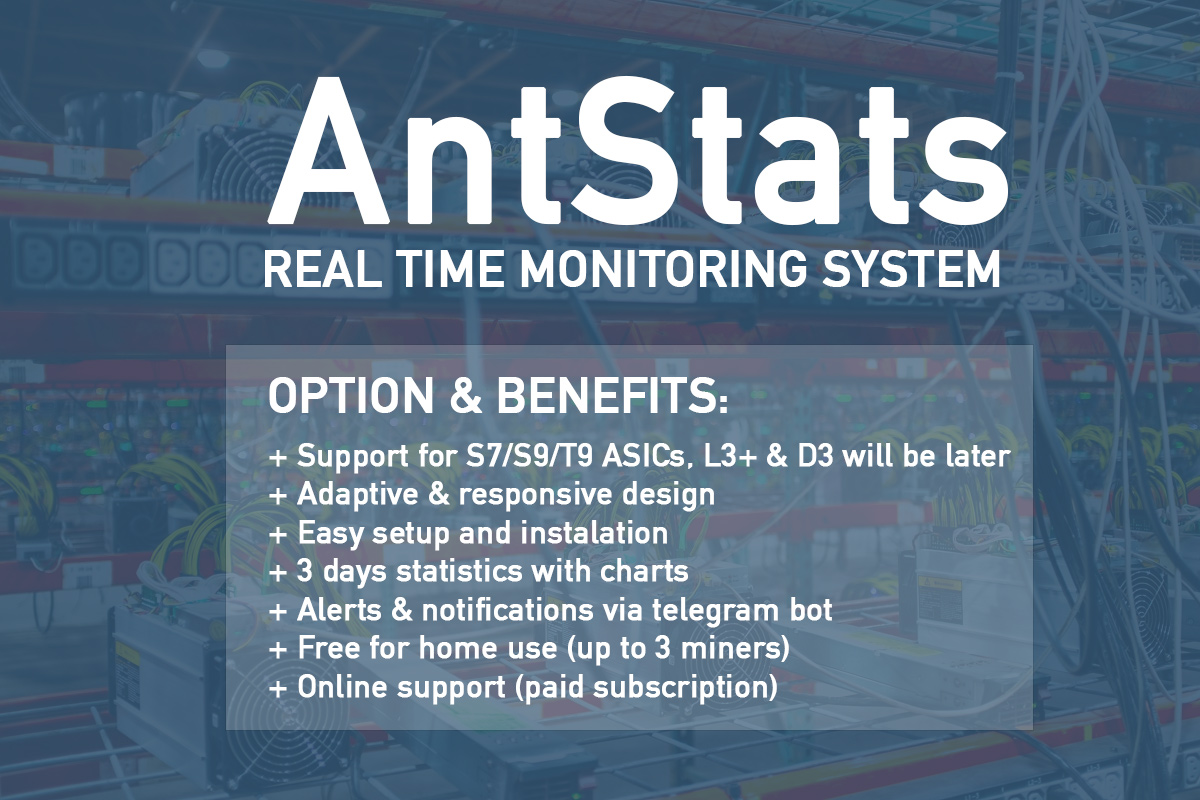 AntStats
REAL TIME MONITORING SYSTEM
OPTION & BENEFITS:
+ Support for S7/S9/T9 ASICs, L3+ & D3 will be later
+ Adaptive & responsive design
+ Easy setup and instalation
+ 3 days statistics with charts
+ Alerts & notifications via telegram bot
+ Free for home use (up to 3 miners)
+ Online support (paid subscription)